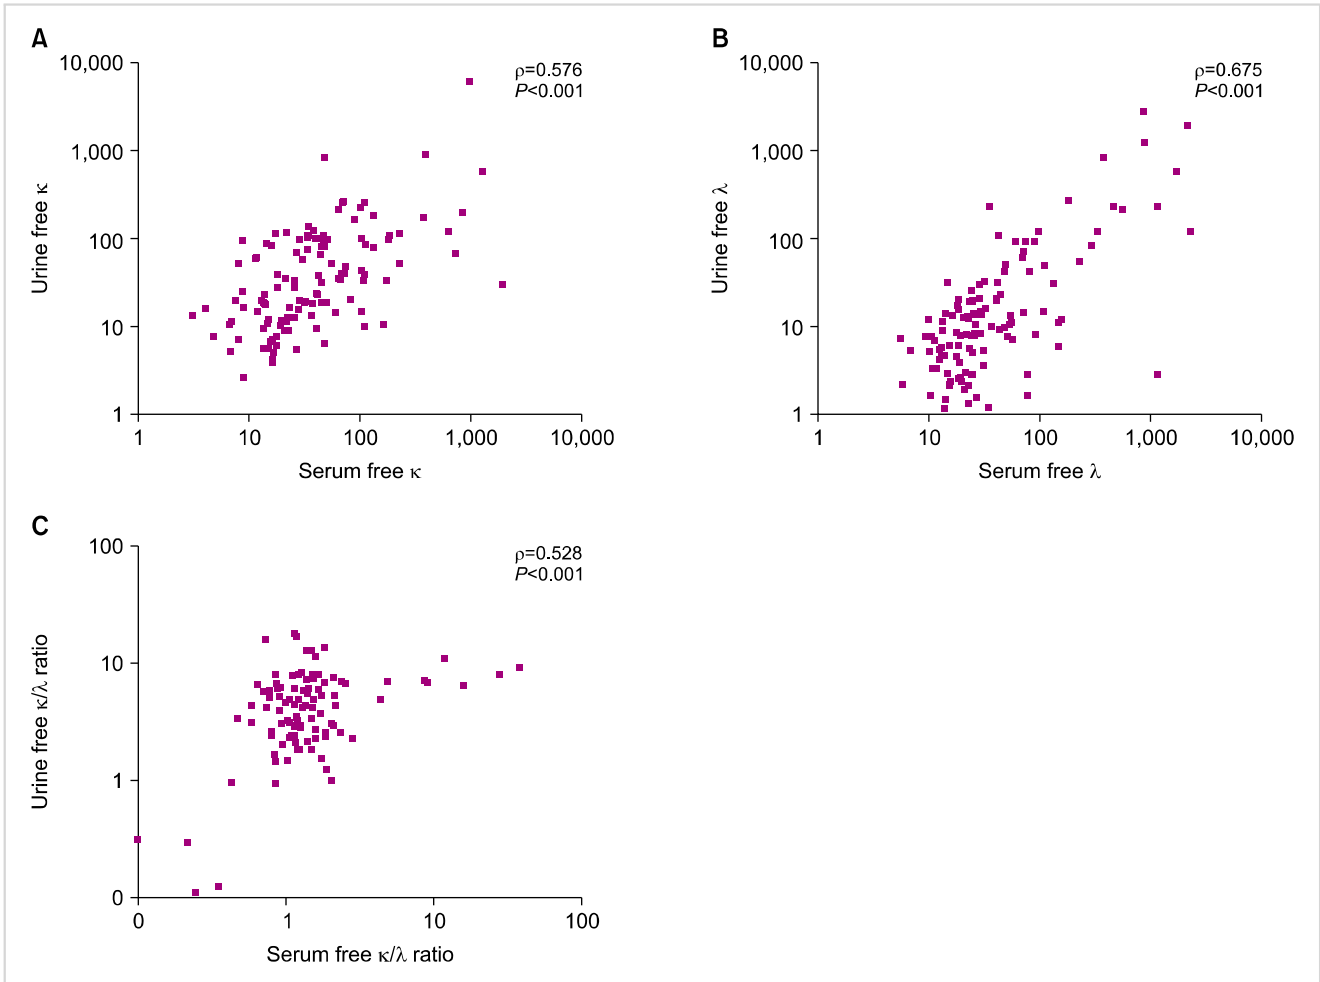 A
ρ=0.576
P<0.001
10,000
1,000
100
10
1
Urine free κ
1 10 100 1,000 10,000
Serum free κ
B
ρ=0.675
P<0.001
10,000
1,000
100
10
1
Urine free λ
1 10 100 1,000 10,000
Serum free λ
C
ρ=0.528
P<0.001
100
10
1
0
Urine free κ/λ ratio
0 1 10 100
Serum free κ/λ ratio